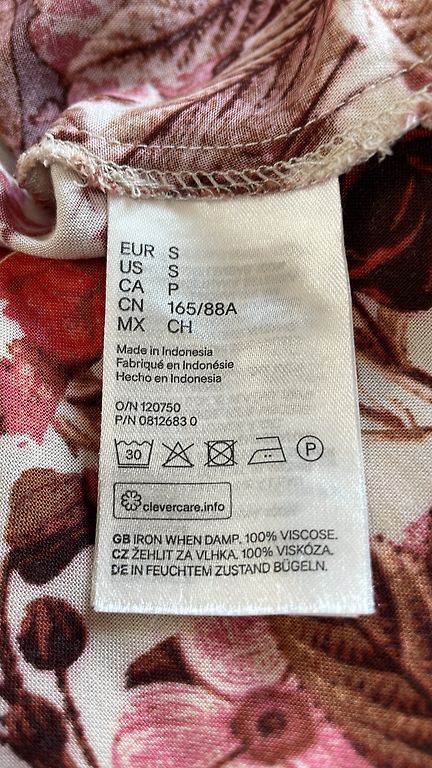 EUR S
US S
CA P
CN 165/88A
MX CH
Made in Indonesia
Fabriqué en Indonésie
Hecho en Indonesia
O/N 120750
P/N 0812683 0
30 P
clevercare.info
GB IRON WHEN DAMP. 100% VISCOSE.
CZ ŽEHLIT ZA VLHKA. 100% VISKÓZA.
DE IN FEUCHTEM ZUSTAND BÜGELN.